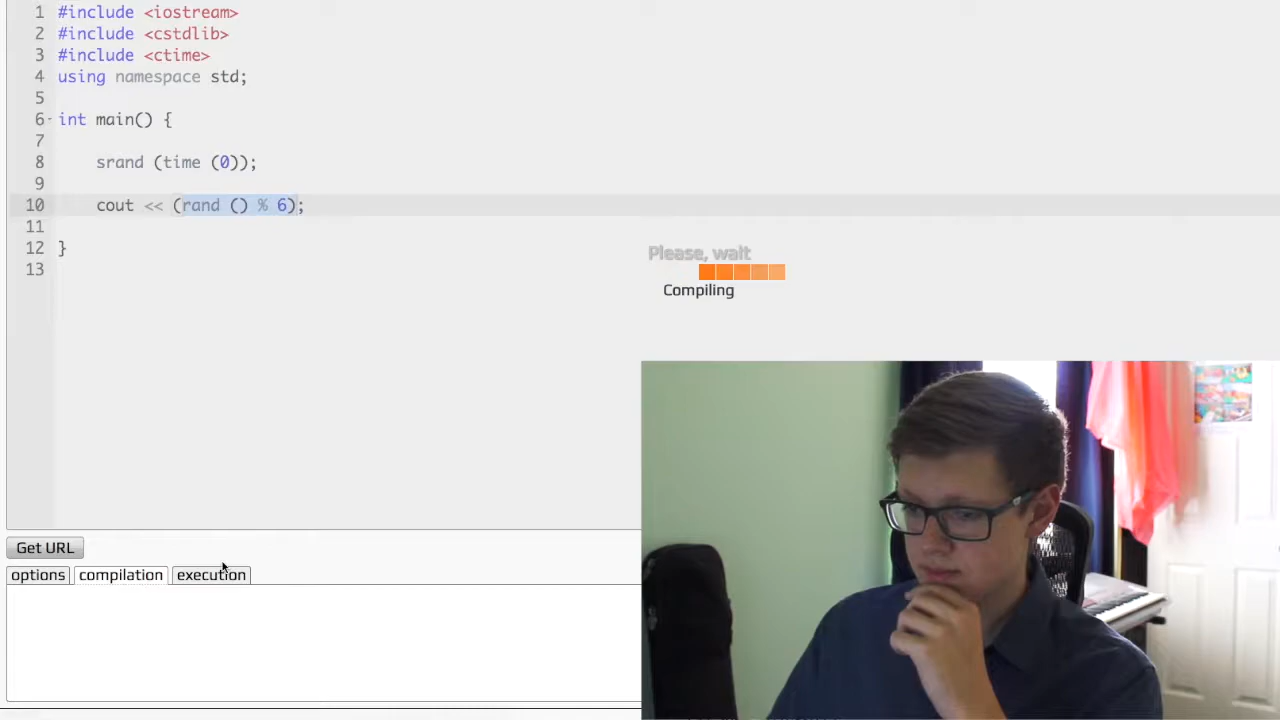 1 #include <iostream>
2 #include <cstdlib>
3 #include <ctime>
4 using namespace std;
5
6 int main() {
7
8 srand (time (0));
9
10 cout << (rand () % 6);
11
12 }
13
Please, wait
Compiling
Get URL
options compilation execution